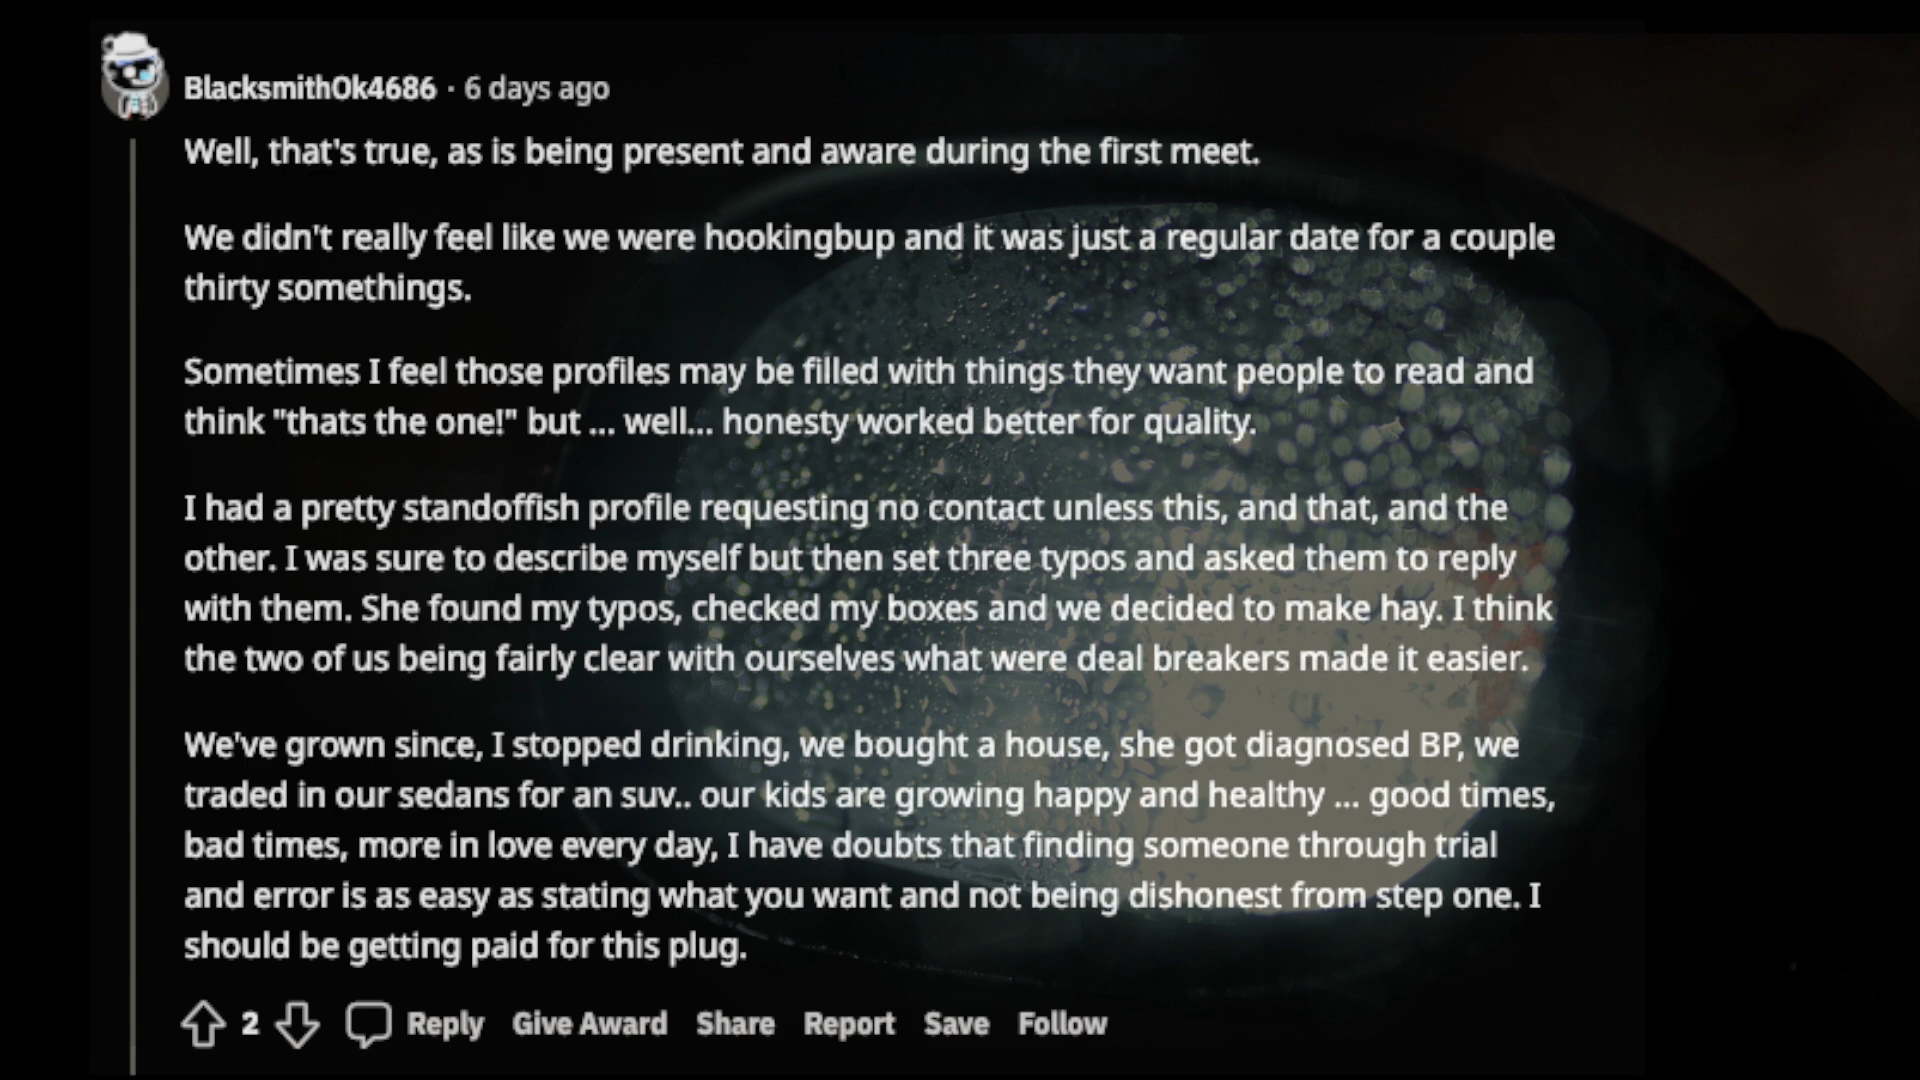 BlacksmithOk4686 · 6 days ago
Well, that's true, as is being present and aware during the first meet.
We didn't really feel like we were hookingbup and it was just a regular date for a couple
thirty somethings.
Sometimes I feel those profiles may be filled with things they want people to read and
think "thats the one!" but ... well... honesty worked better for quality.
I had a pretty standoffish profile requesting no contact unless this, and that, and the
other. I was sure to describe myself but then set three typos and asked them to reply
with them. She found my typos, checked my boxes and we decided to make hay. I think
the two of us being fairly clear with ourselves what were deal breakers made it easier.
We've grown since, I stopped drinking, we bought a house, she got diagnosed BP, we
traded in our sedans for an suv.. our kids are growing happy and healthy ... good times,
bad times, more in love every day, I have doubts that finding someone through trial
and error is as easy as stating what you want and not being dishonest from step one. I
should be getting paid for this plug.
2 Reply Give Award Share Report Save Follow